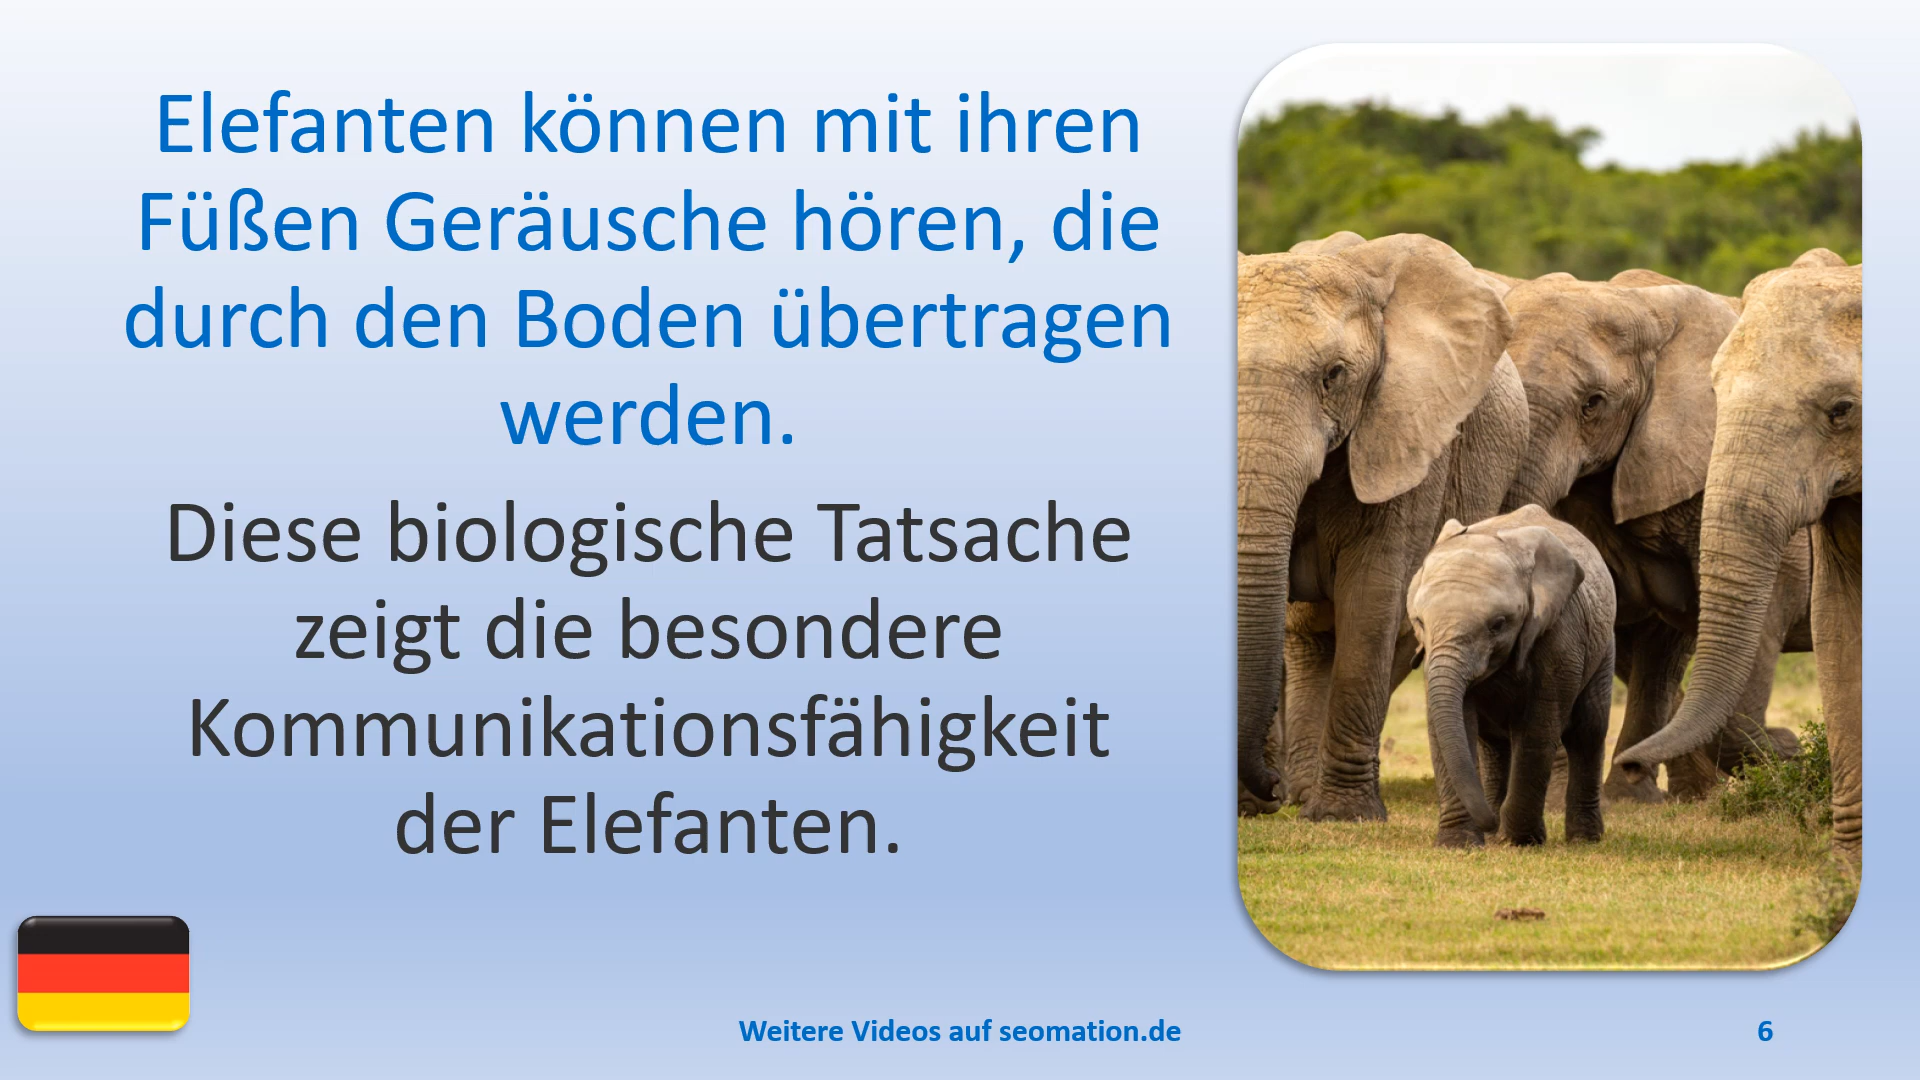 Elefanten können mit ihren
Füßen Geräusche hören, die
durch den Boden übertragen
werden.
Diese biologische Tatsache
zeigt die besondere
Kommunikationsfähigkeit
der Elefanten.
Weitere Videos auf seomation.de
6